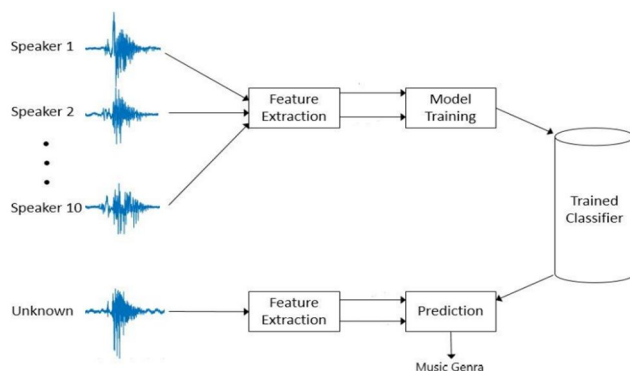 Speaker 1
Speaker 2
Speaker 10
Feature
Extraction
Model
Training
Trained
Classifier
Unknown
Feature
Extraction
Prediction
Music Genra